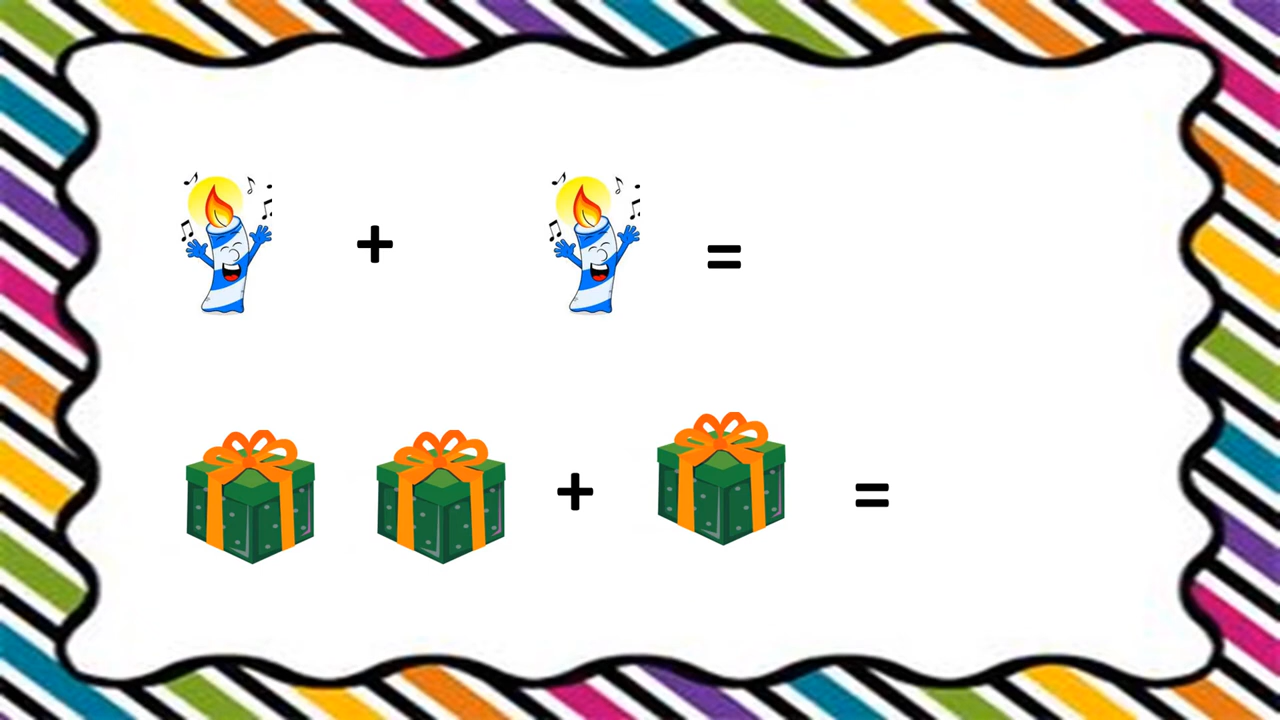 + =
+ =